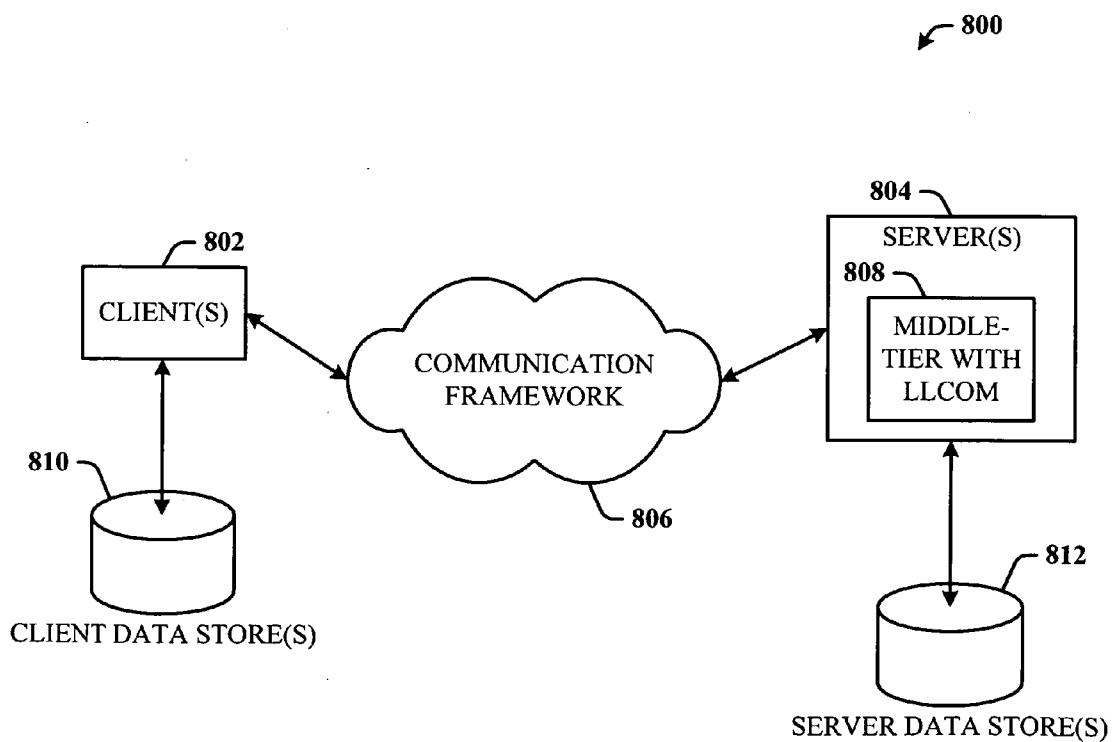 800
804
SERVER(S)
802
808
CLIENT(S)
MIDDLE-
TIER WITH
LLCOM
COMMUNICATION
FRAMEWORK
810
806
812
CLIENT DATA STORE(S)
SERVER DATA STORE(S)